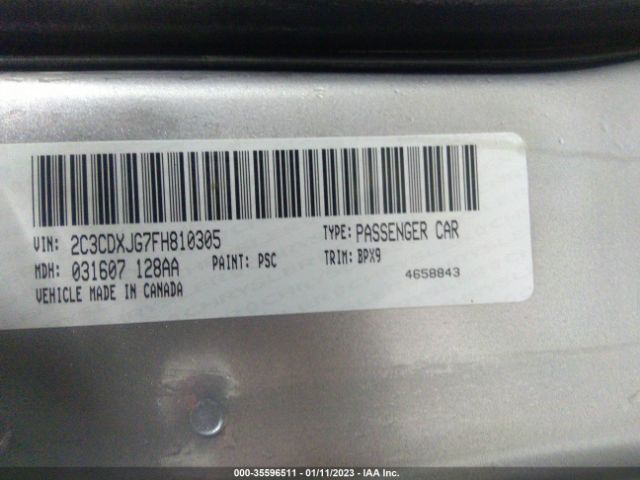 VIN: 2C3CDXJG7FH810305 TYPE: PASSENGER CAR
MDH: 031607 128AA PAINT: PSC TRIM: BPX9
VEHICLE MADE IN CANADA 4658843
000-35596511 - 01/11/2023 - IAA Inc.